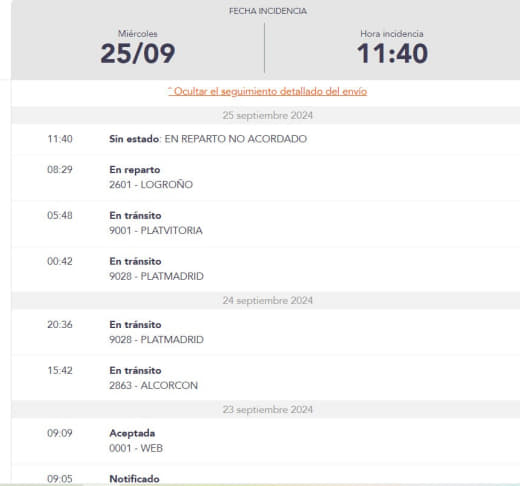 FECHA INCIDENCIA
Miércoles
25/09
Hora incidencia
11:40
ˆ Ocultar el seguimiento detallado del envío
25 septiembre 2024
11:40 Sin estado: EN REPARTO NO ACORDADO
08:29 En reparto
2601 - LOGROÑO
05:48 En tránsito
9001 - PLATVITORIA
00:42 En tránsito
9028 - PLATMADRID
24 septiembre 2024
20:36 En tránsito
9028 - PLATMADRID
15:42 En tránsito
2863 - ALCORCON
23 septiembre 2024
09:09 Aceptada
0001 - WEB
09:05 Notificado